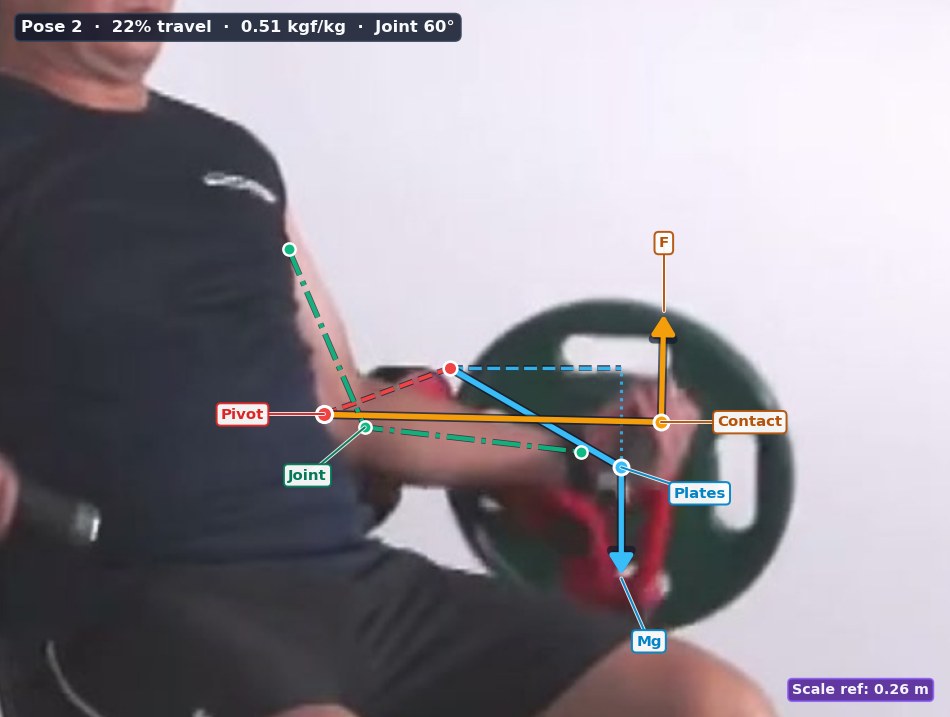 Pose 2 · 22% travel · 0.51 kgf/kg · Joint 60°
F
Pivot
Contact
Joint
Plates
Mg
Scale ref: 0.26 m